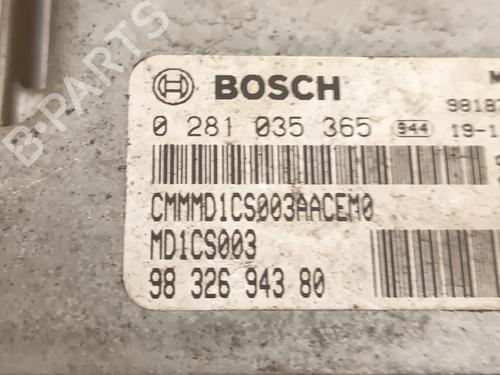 B-PARTS
BOSCH
9818
0 281 035 365 944 19-1
CMMMD1CS003AACEM0
MD1CS003
98 326 943 80